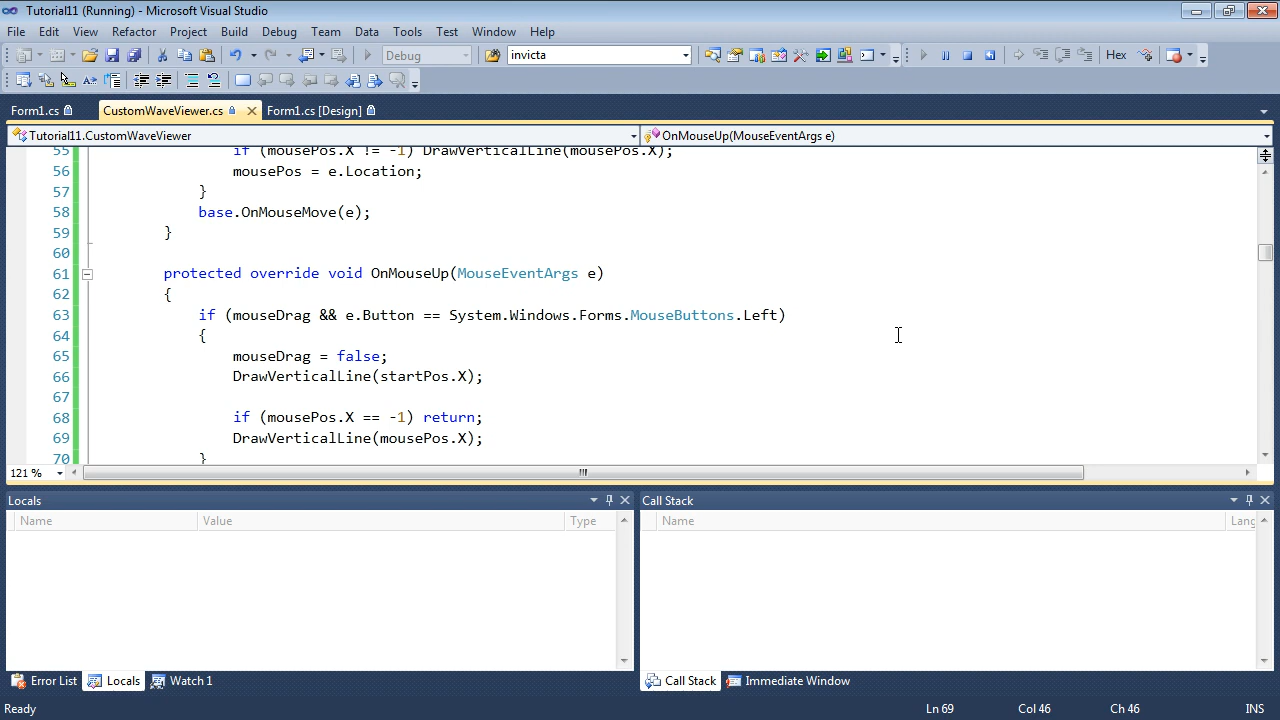 Tutorial11 (Running) - Microsoft Visual Studio
File Edit View Refactor Project Build Debug Team Data Tools Test Window Help
Debug invicta Hex
Form1.cs CustomWaveViewer.cs Form1.cs [Design]
Tutorial11.CustomWaveViewer OnMouseUp(MouseEventArgs e)
55 if (mousePos.X != -1) DrawVerticalLine(mousePos.X);
56 mousePos = e.Location;
57 }
58 base.OnMouseMove(e);
59 }
60
61 protected override void OnMouseUp(MouseEventArgs e)
62 {
63 if (mouseDrag && e.Button == System.Windows.Forms.MouseButtons.Left)
64 {
65 mouseDrag = false;
66 DrawVerticalLine(startPos.X);
67
68 if (mousePos.X == -1) return;
69 DrawVerticalLine(mousePos.X);
70 }
121 %
Locals Call Stack
Name Value Type Name Lang
Error List Locals Watch 1 Call Stack Immediate Window
Ready Ln 69 Col 46 Ch 46 INS